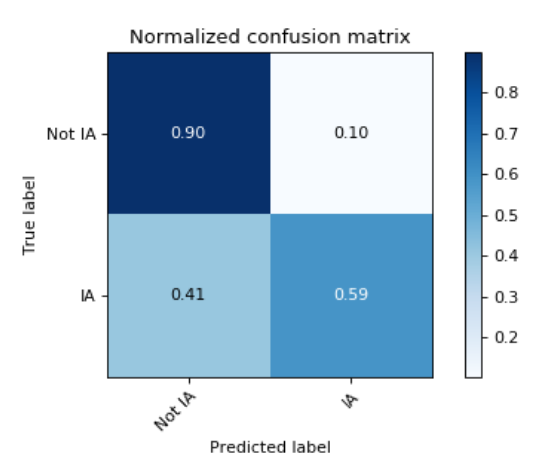 Normalized confusion matrix
Not IA
0.90
0.10
0.8
0.7
0.6
0.5
0.4
0.3
0.2
True label
IA
0.41
0.59
Not IA
IA
Predicted label